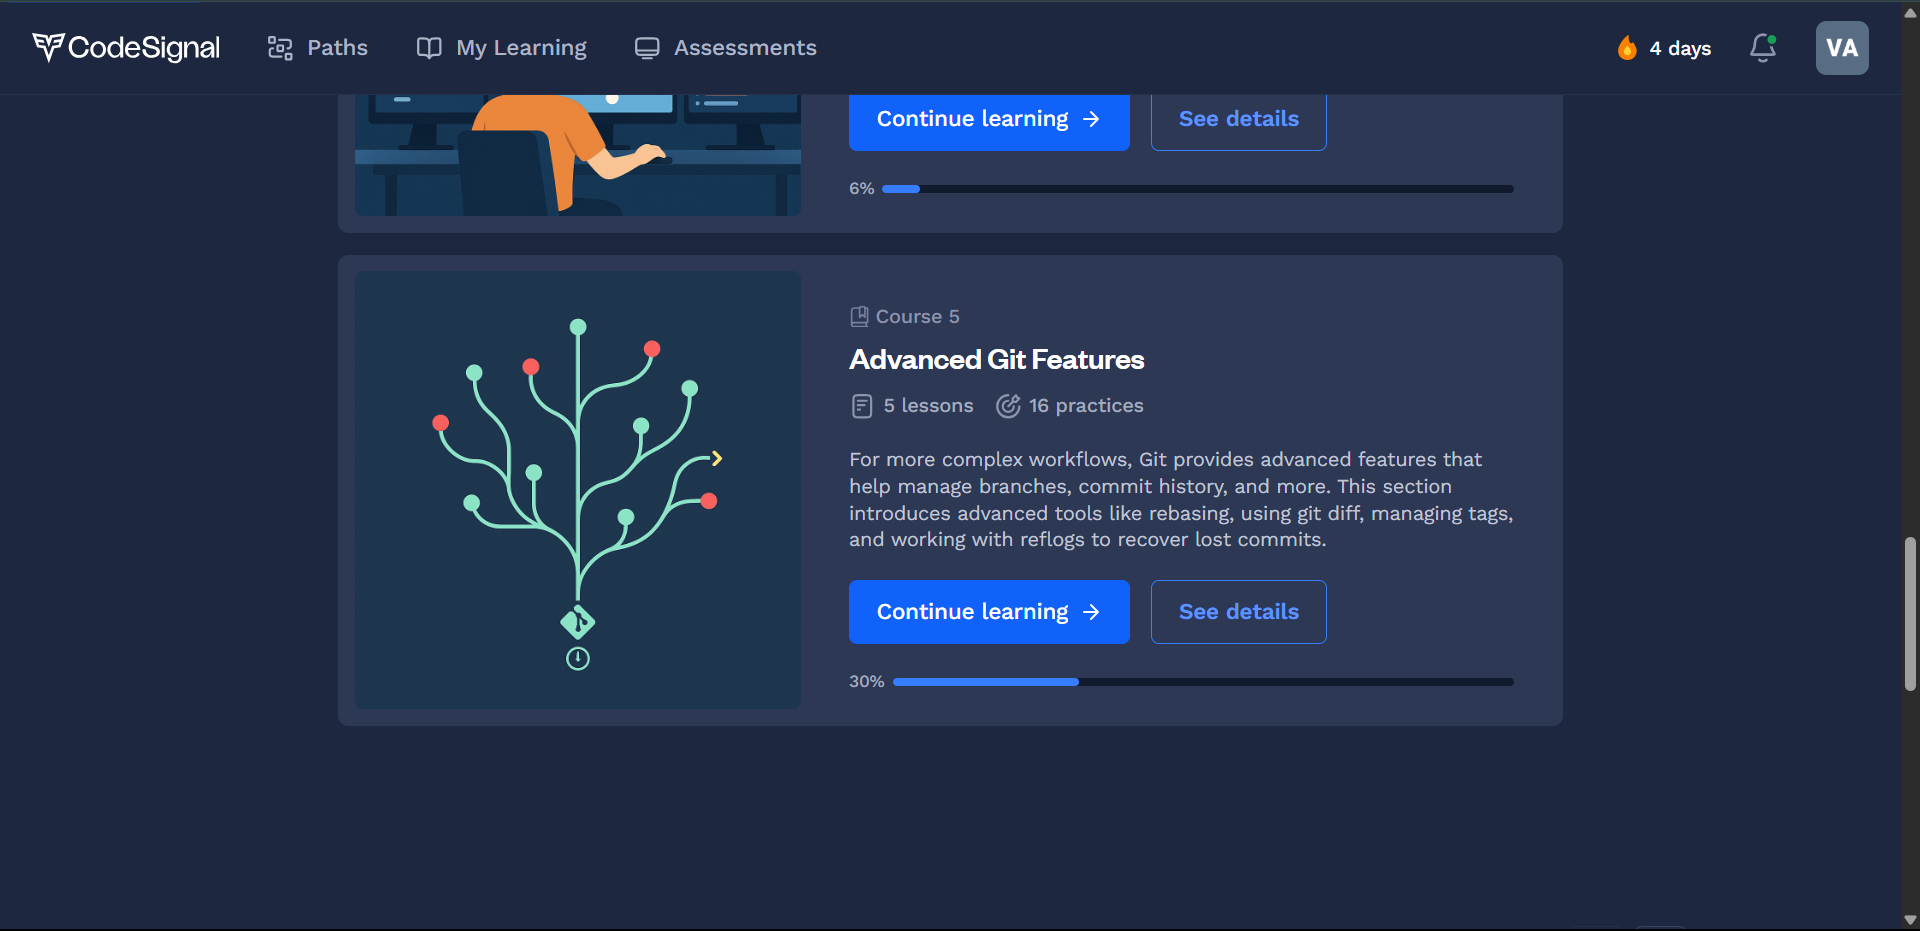 CodeSignal
Paths
My Learning
Assessments
4 days
VA
Continue learning →
See details
6%
Course 5
Advanced Git Features
5 lessons
16 practices
For more complex workflows, Git provides advanced features that
help manage branches, commit history, and more. This section
introduces advanced tools like rebasing, using git diff, managing tags,
and working with reflogs to recover lost commits.
Continue learning →
See details
30%